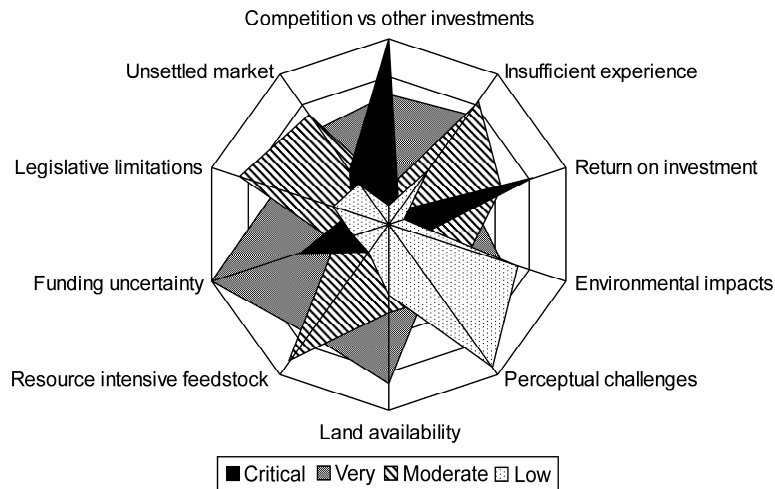 Competition vs other investments
Unsettled market
Insufficient experience
Legislative limitations
Return on investment
Funding uncertainty
Environmental impacts
Resource intensive feedstock
Perceptual challenges
Land availability
Critical Very Moderate Low